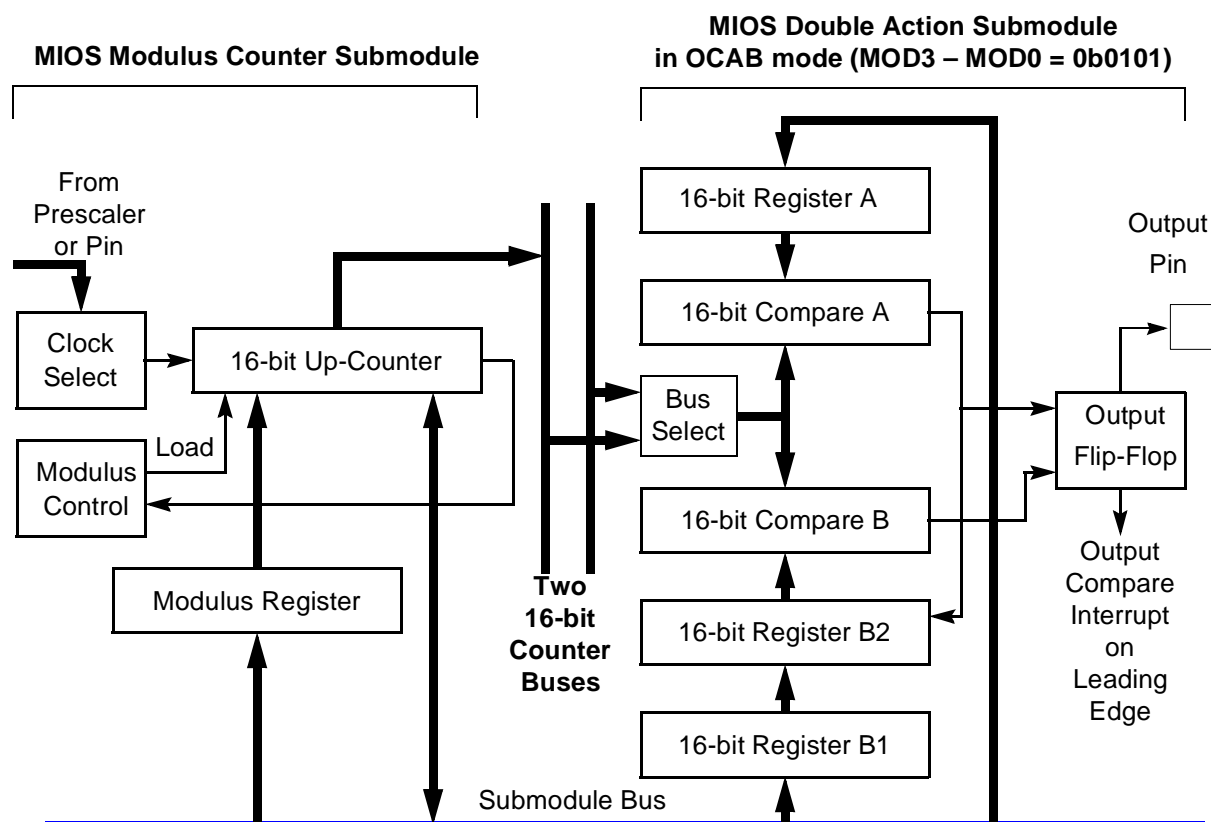 MIOS Modulus Counter Submodule
MIOS Double Action Submodule
in OCAB mode (MOD3 – MOD0 = 0b0101)
From
Prescaler
or Pin
Clock
Select
16-bit Up-Counter
Load
Modulus
Control
Modulus Register
Two
16-bit
Counter
Buses
Bus
Select
16-bit Register A
16-bit Compare A
16-bit Compare B
16-bit Register B2
16-bit Register B1
Output
Pin
Output
Flip-Flop
Output
Compare
Interrupt
on
Leading
Edge
Submodule Bus